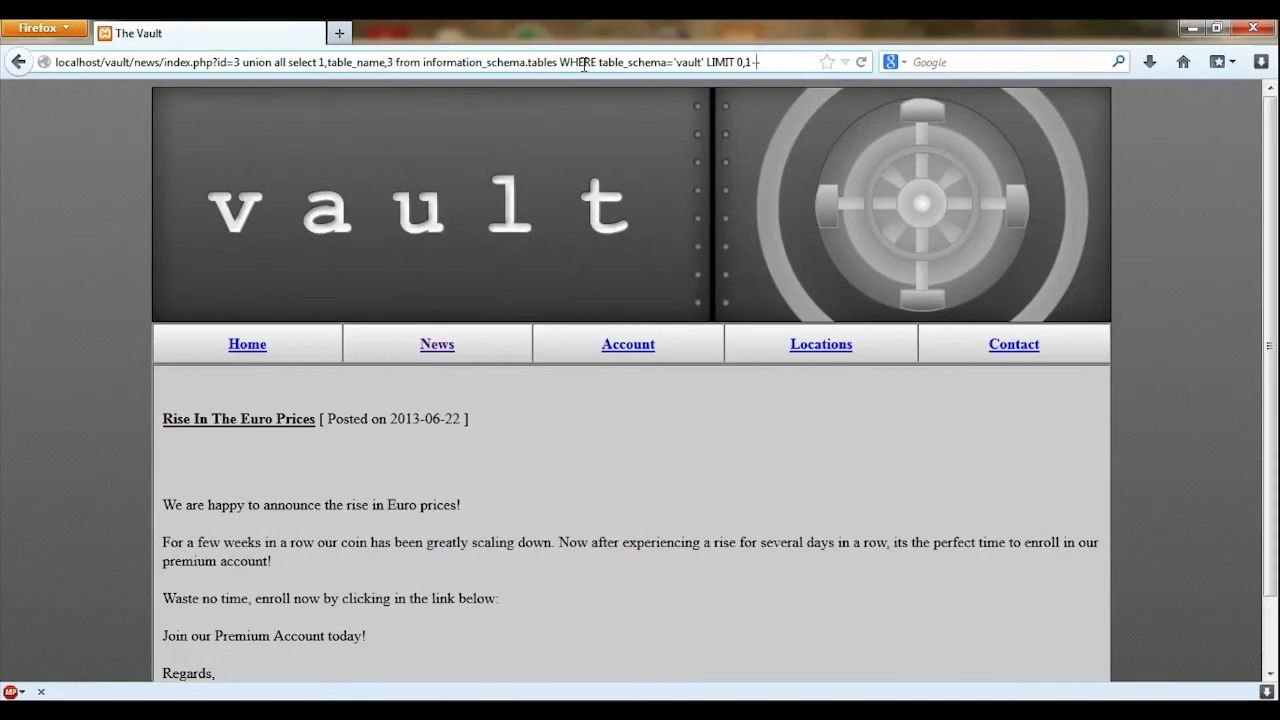 Firefox
The Vault
localhost/vault/news/index.php?id=3 union all select 1,table_name,3 from information_schema.tables WHERE table_schema='vault' LIMIT 0,1--
Google
vault
Home News Account Locations Contact
Rise In The Euro Prices [ Posted on 2013-06-22 ]
We are happy to announce the rise in Euro prices!
For a few weeks in a row our coin has been greatly scaling down. Now after experiencing a rise for several days in a row, its the perfect time to enroll in our
premium account!
Waste no time, enroll now by clicking in the link below:
Join our Premium Account today!
Regards,
ABP